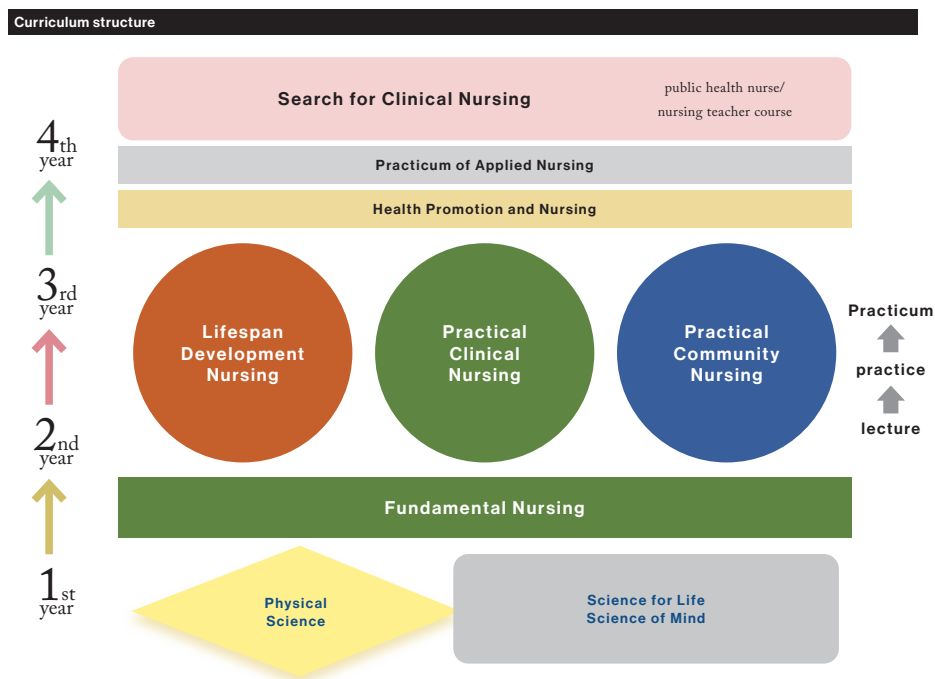 Curriculum structure
Search for Clinical Nursing
public health nurse/
nursing teacher course
4th
year
Practicum of Applied Nursing
Health Promotion and Nursing
3rd
year
Lifespan
Development
Nursing
Practical
Clinical
Nursing
Practical
Community
Nursing
Practicum
practice
lecture
2nd
year
Fundamental Nursing
1st
year
Physical
Science
Science for Life
Science of Mind